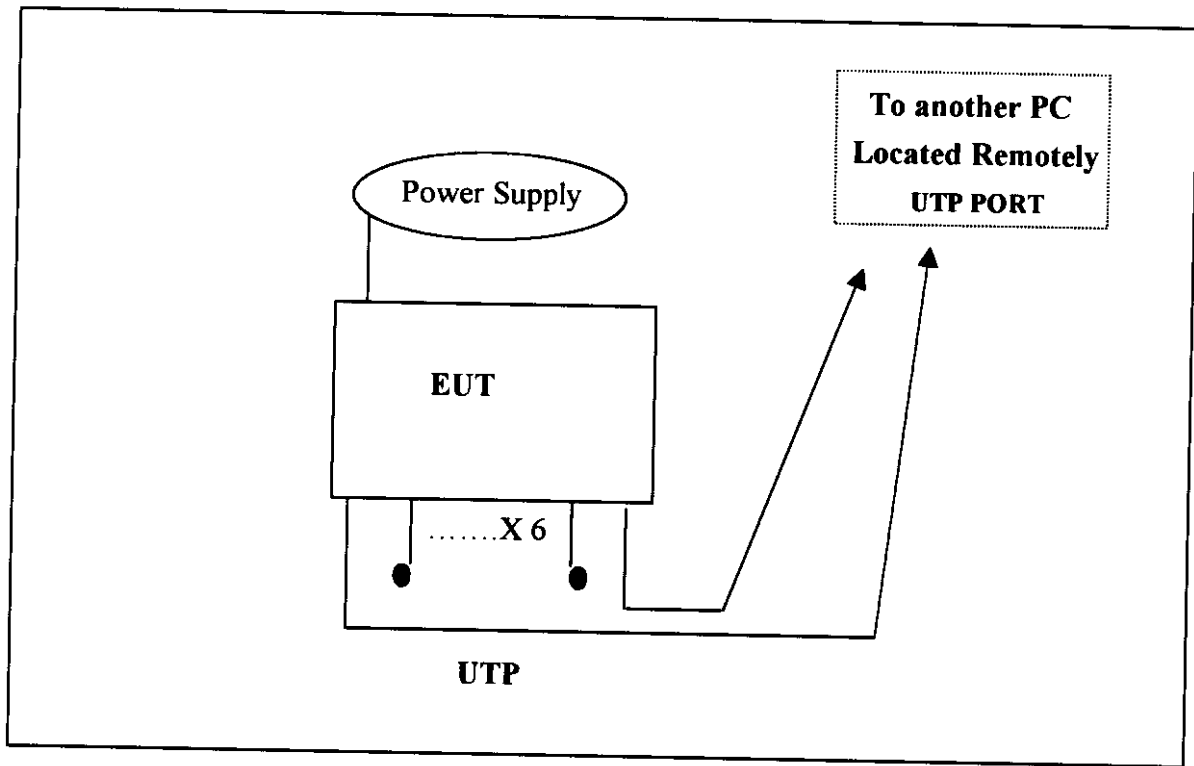 To another PC
Located Remotely
UTP PORT
Power Supply
EUT
.......X 6
UTP